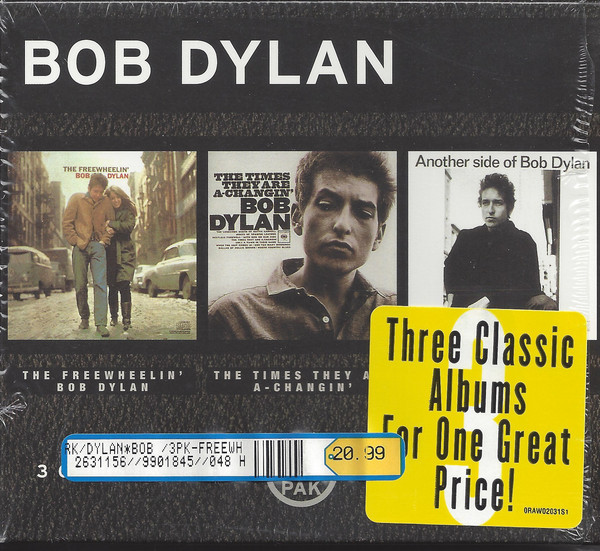 BOB DYLAN
THE FREEWHEELIN'
BOB DYLAN
THE TIMES
THEY ARE
A-CHANGIN'
BOB
DYLAN
Another side of Bob Dylan
THE FREEWHEELIN'
BOB DYLAN
THE TIMES THEY A
A-CHANGIN'
Three Classic
Albums
For One Great
Price!
3
0RAW02031S1
RK/DYLAN*BOB /3PK-FREEWH
2631156//9901845//048 H
20.99
3
PAK